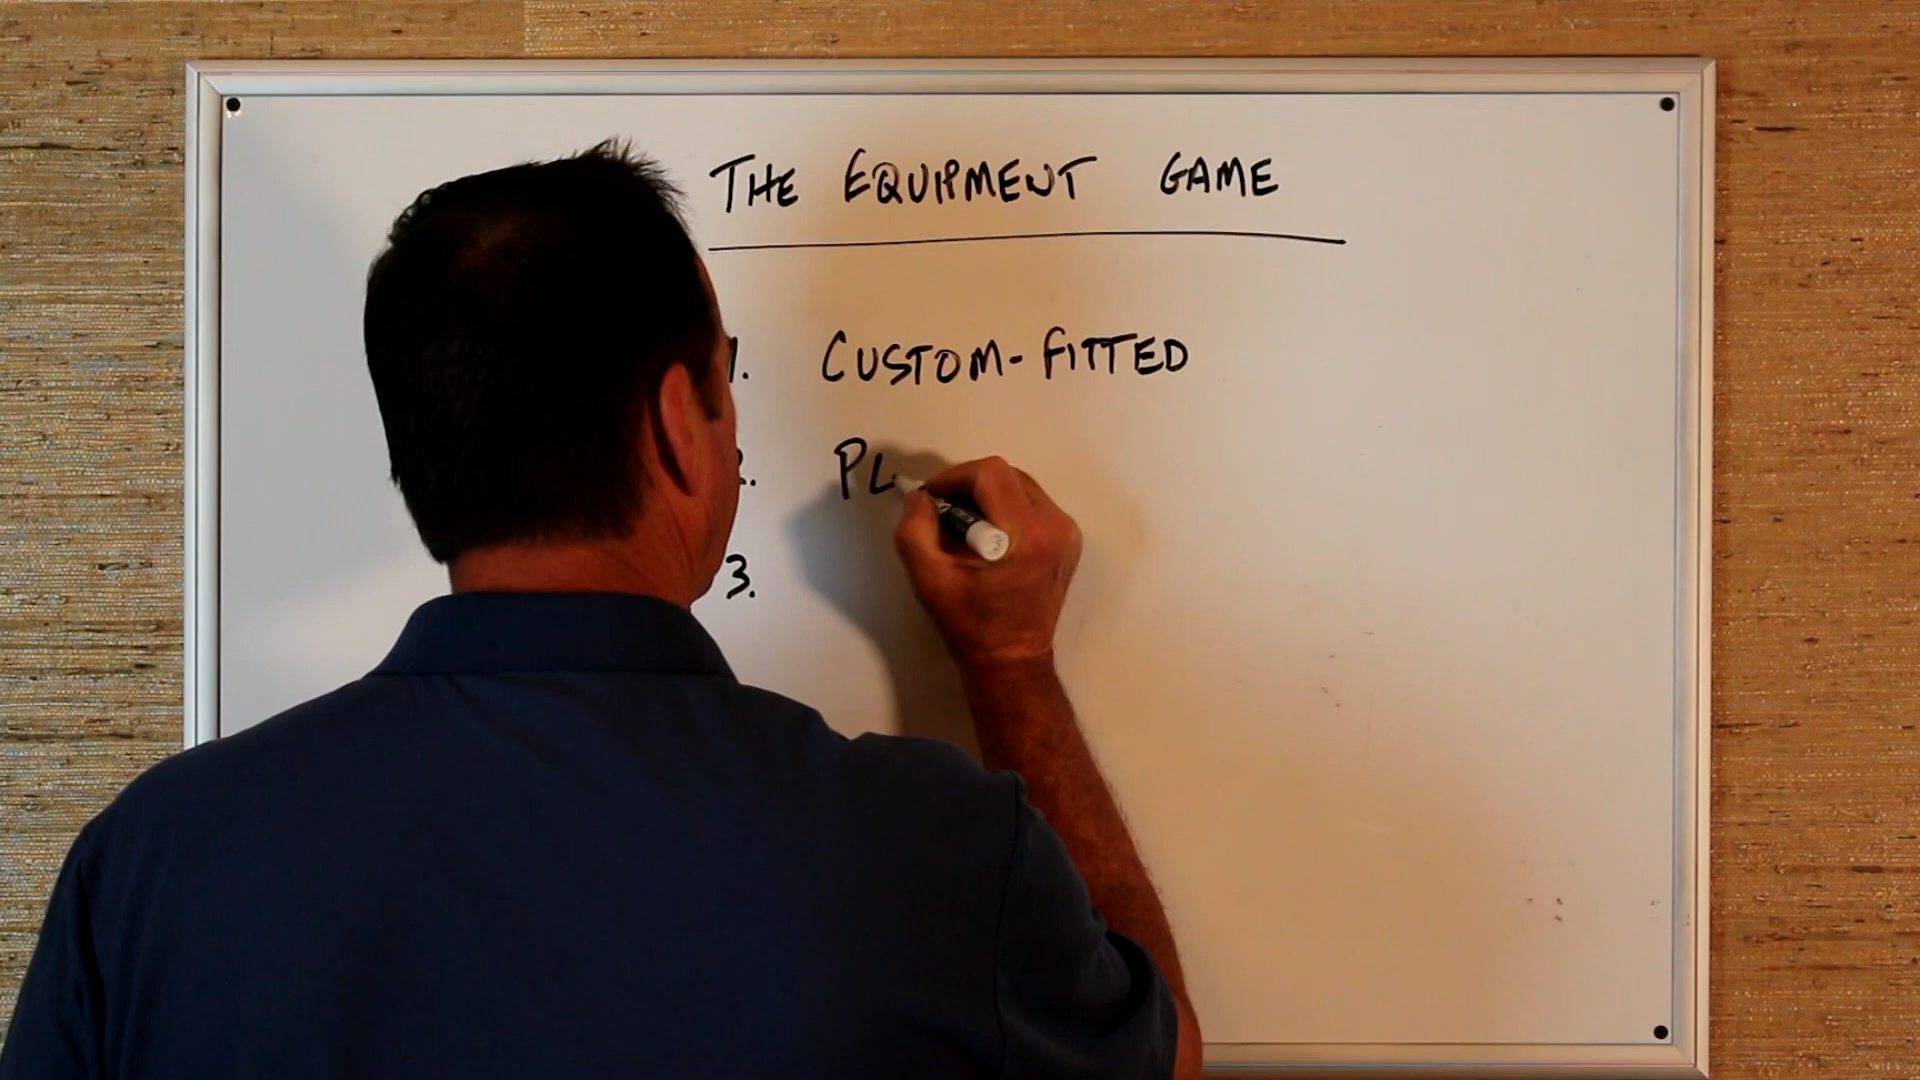 THE EQUIPMENT GAME
1. CUSTOM-FITTED
2. PL
3.